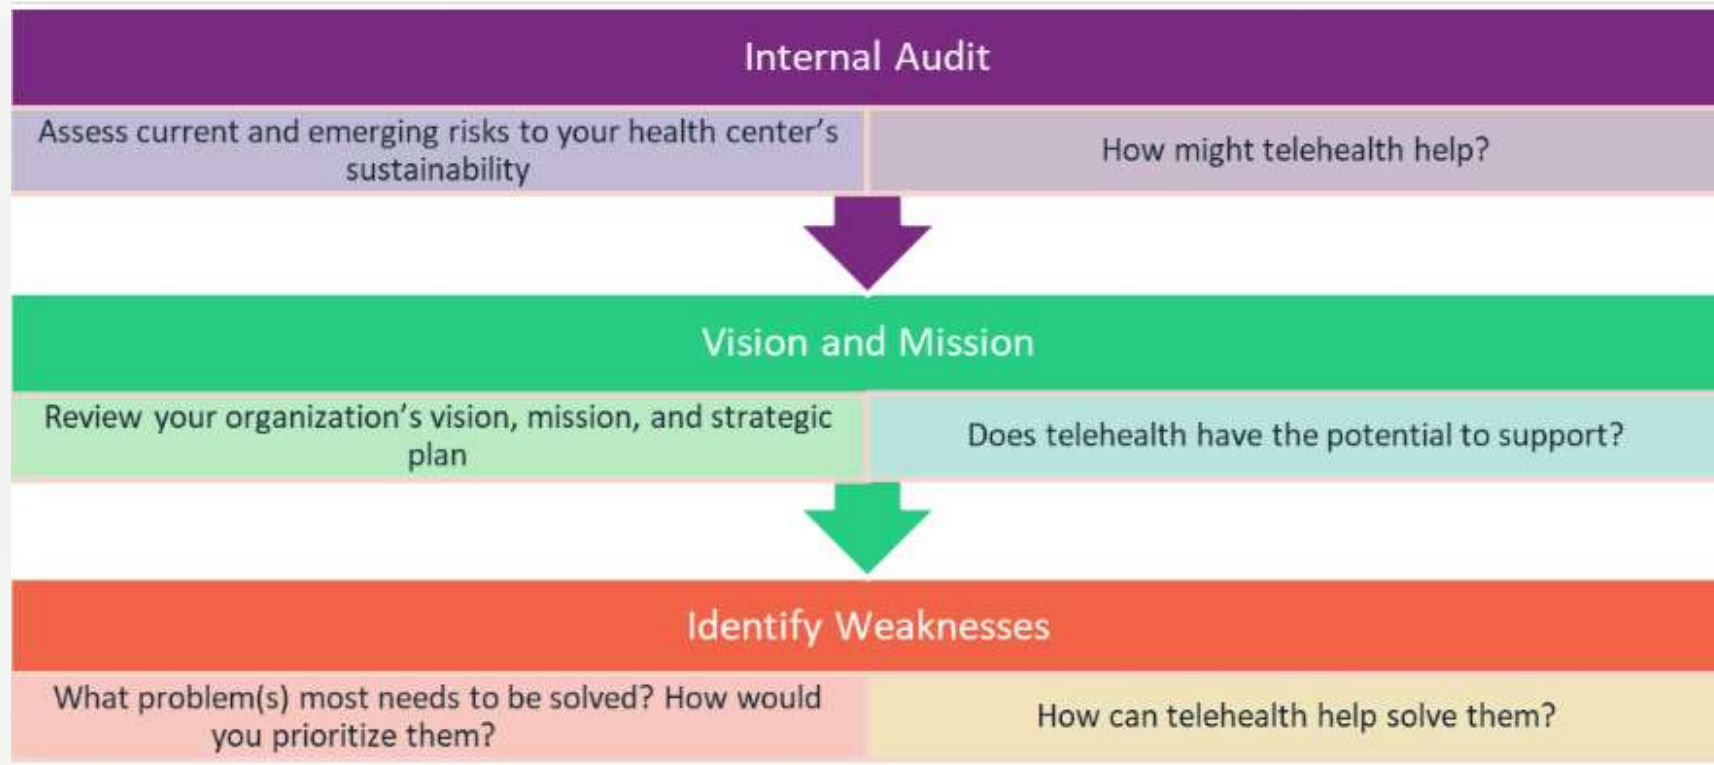 Internal Audit
Assess current and emerging risks to your health center’s
sustainability
How might telehealth help?
Vision and Mission
Review your organization’s vision, mission, and strategic
plan
Does telehealth have the potential to support?
Identify Weaknesses
What problem(s) most needs to be solved? How would
you prioritize them?
How can telehealth help solve them?